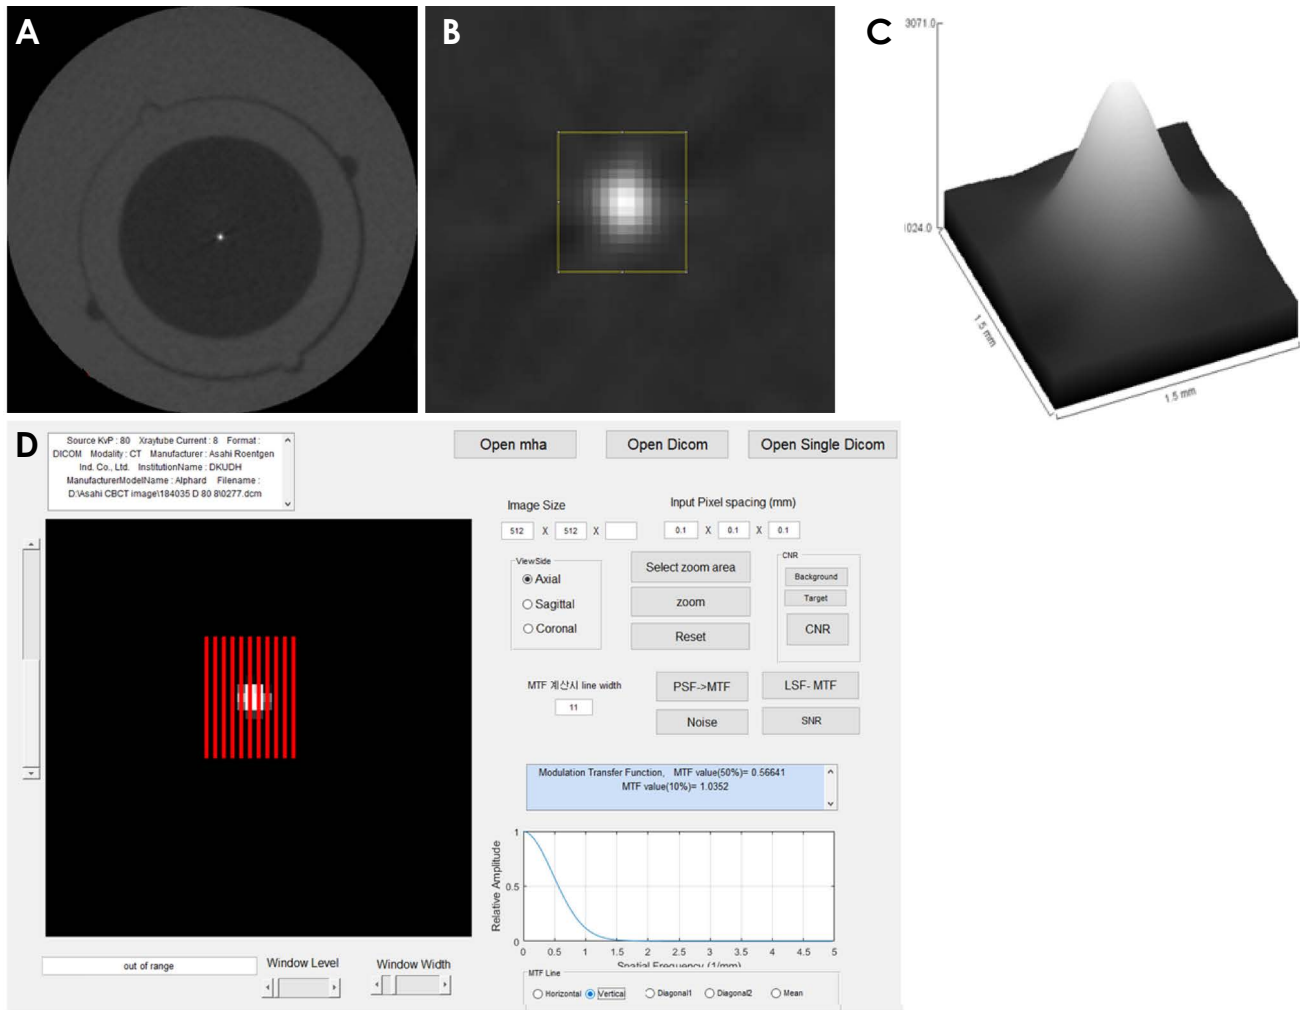 A
B
C
3071.0
1024.0
1.5 mm
1.5 mm
D
Source KvP : 80 Xraytube Current : 8 Format :
DICOM Modality : CT Manufacturer : Asahi Roentgen
Ind. Co., Ltd. InstitutionName : DKUDH
ManufacturerModelName : Alphard Filename :
D:\Asahi CBCT image\184035 D 80 8\0277.dcm
Open mha
Open Dicom
Open Single Dicom
Image Size
Input Pixel spacing (mm)
512 X 512 X
0.1 X 0.1 X 0.1
ViewSide
Axial
Sagittal
Coronal
Select zoom area
zoom
Reset
CNR
Background
Target
CNR
MTF 계산시 line width
11
PSF->MTF
LSF- MTF
Noise
SNR
Modulation Transfer Function, MTF value(50%)= 0.56641
MTF value(10%)= 1.0352
Relative Amplitude
1
0.5
0
0 0.5 1 1.5 2 2.5 3 3.5 4 4.5 5
Spatial Frequency (1/mm)
out of range
Window Level
Window Width
MTF Line
Horizontal Vertical Diagonal1 Diagonal2 Mean